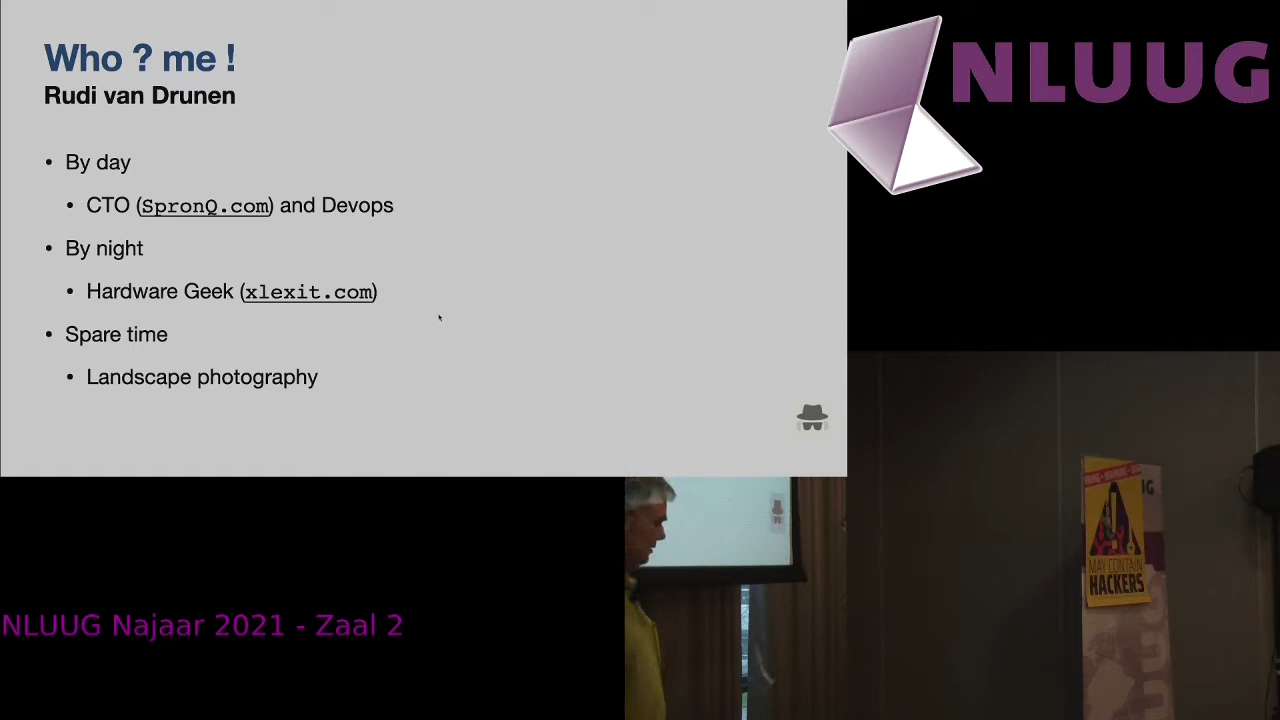 Who ? me !
Rudi van Drunen
• By day
• CTO (SpronQ.com) and Devops
• By night
• Hardware Geek (xlexit.com)
• Spare time
• Landscape photography
NLUUG
NLUUG Najaar 2021 - Zaal 2
MAY CONTAIN
HACKERS